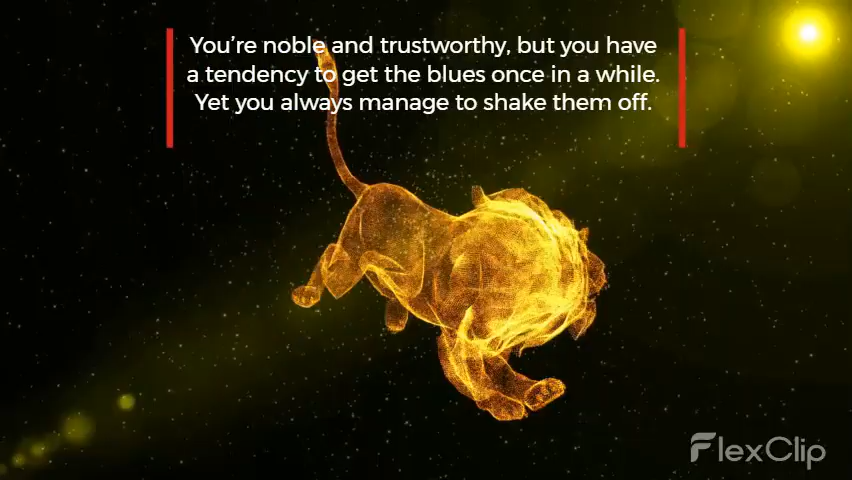 You’re noble and trustworthy, but you have
a tendency to get the blues once in a while.
Yet you always manage to shake them off.
FlexClip